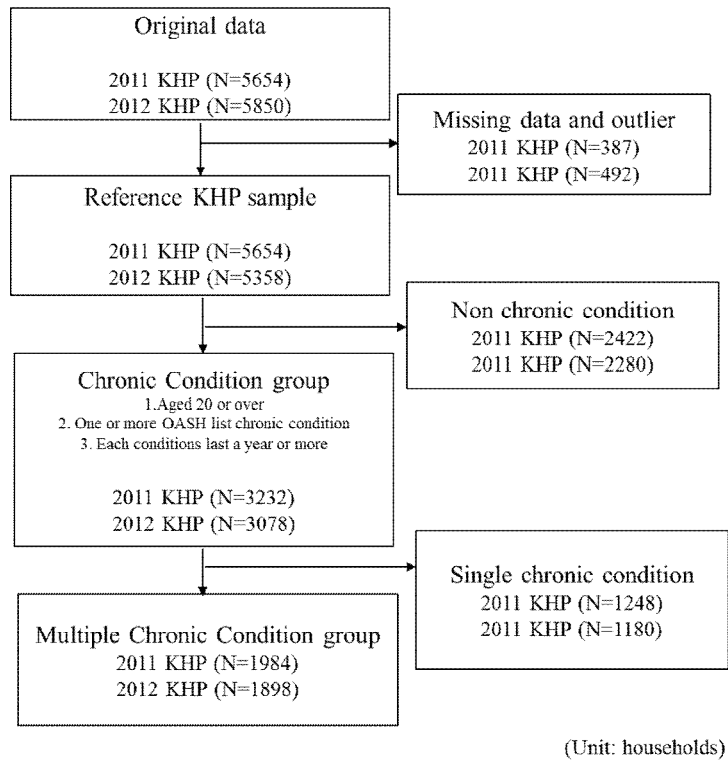 Original data
2011 KHP (N=5654)
2012 KHP (N=5850)
Missing data and outlier
2011 KHP (N=387)
2011 KHP (N=492)
Reference KHP sample
2011 KHP (N=5654)
2012 KHP (N=5358)
Non chronic condition
2011 KHP (N=2422)
2011 KHP (N=2280)
Chronic Condition group
1.Aged 20 or over
2. One or more OASH list chronic condition
3. Each conditions last a year or more
2011 KHP (N=3232)
2012 KHP (N=3078)
Single chronic condition
2011 KHP (N=1248)
2011 KHP (N=1180)
Multiple Chronic Condition group
2011 KHP (N=1984)
2012 KHP (N=1898)
(Unit: households)